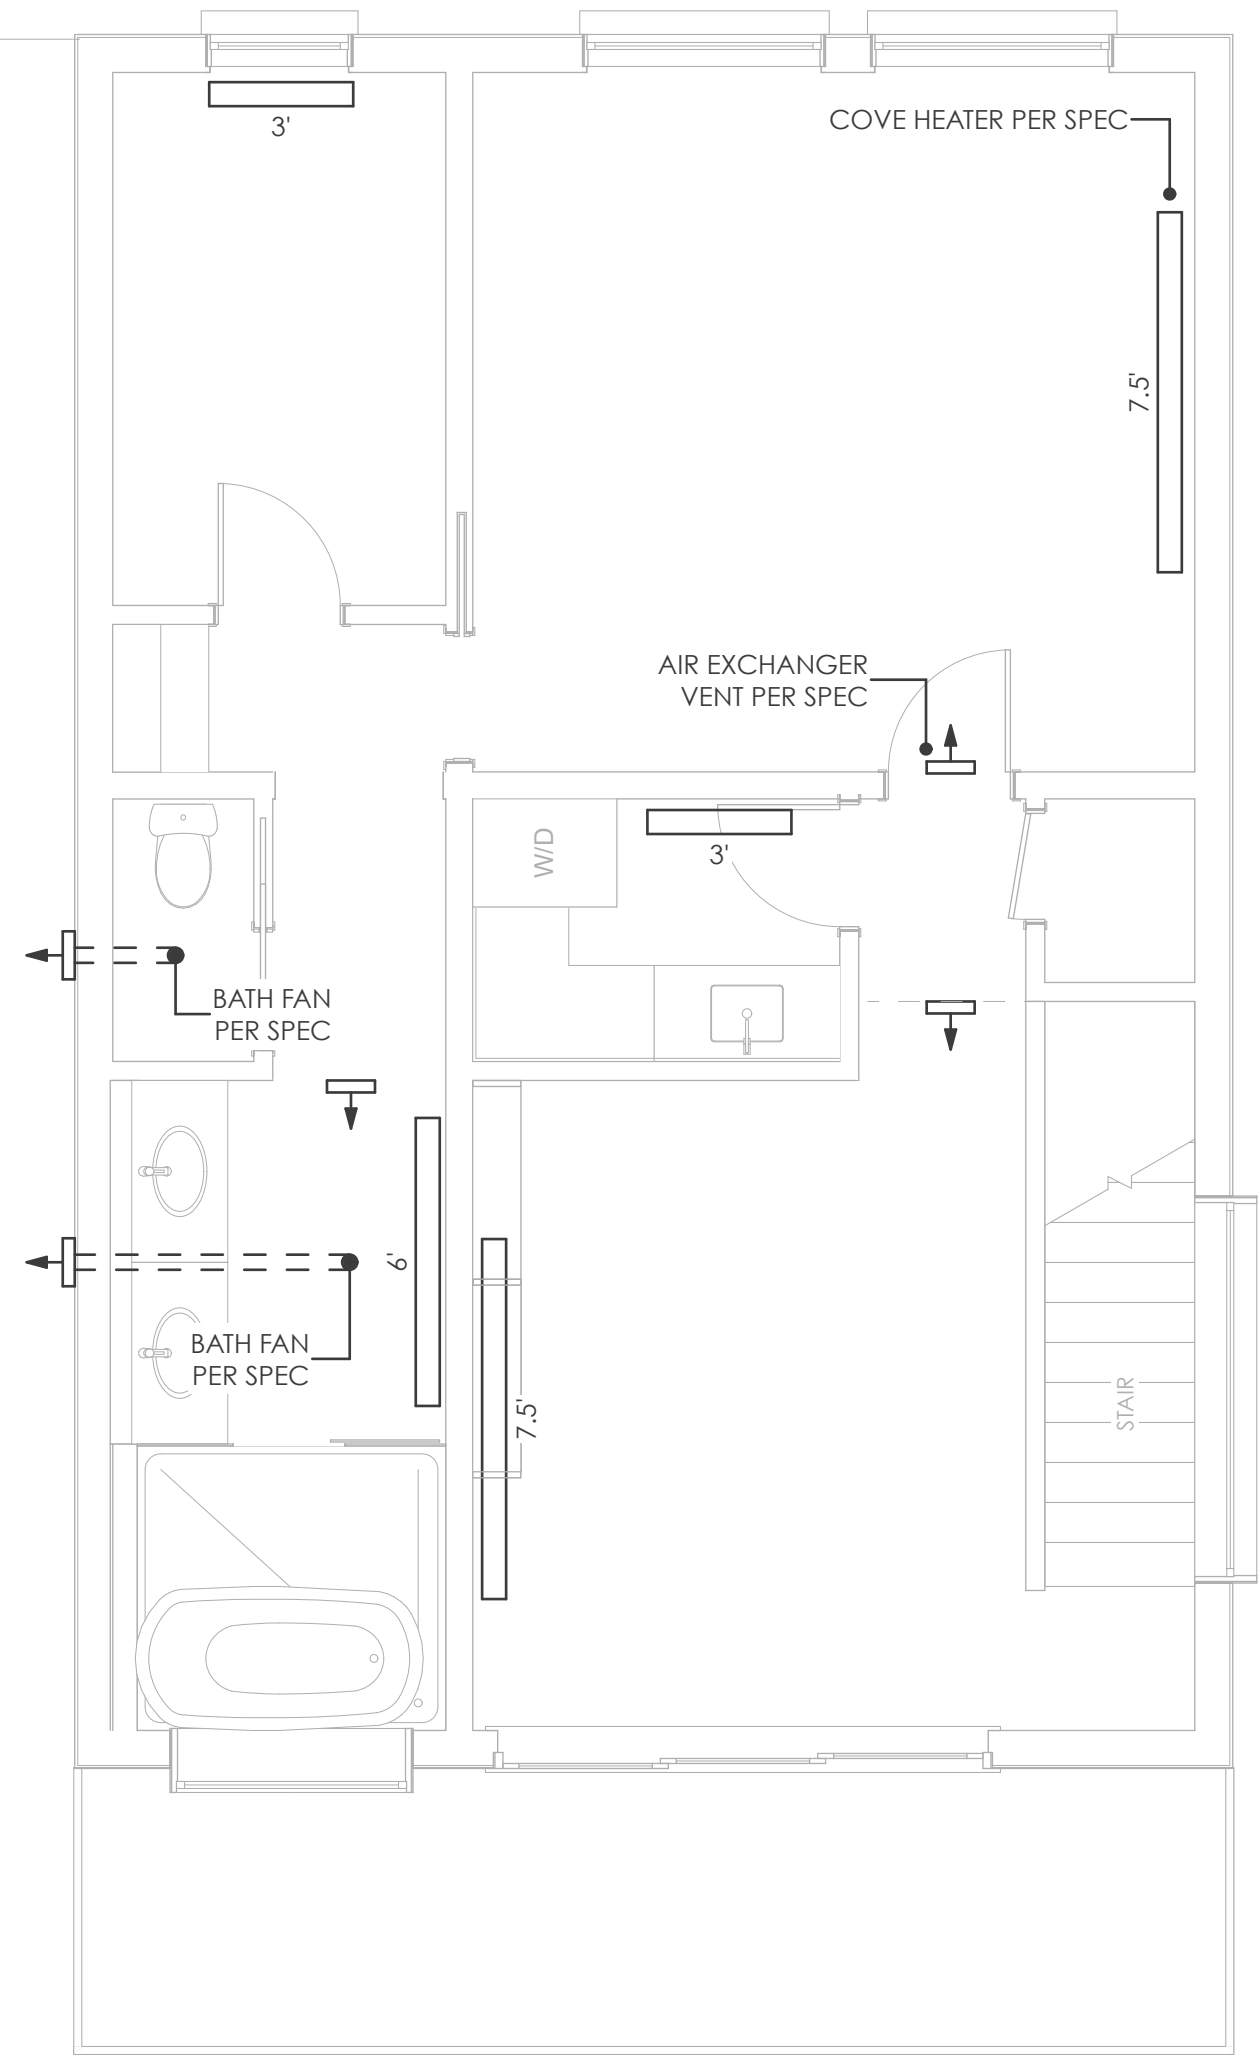 3'
COVE HEATER PER SPEC
7.5'
AIR EXCHANGER
VENT PER SPEC
W/D
3'
BATH FAN
PER SPEC
6'
BATH FAN
PER SPEC
7.5'
STAIR